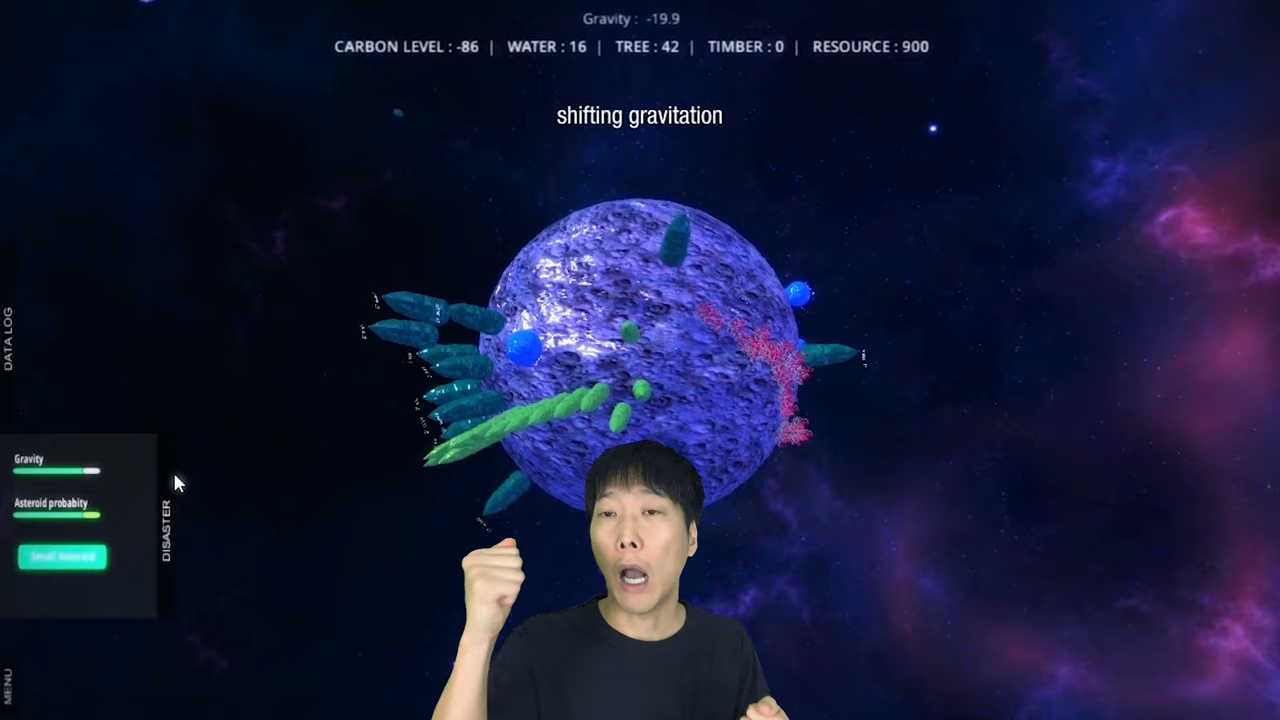 Gravity : -19.9
CARBON LEVEL : -86 | WATER : 16 | TREE : 42 | TIMBER : 0 | RESOURCE : 900
shifting gravitation
DATA LOG
Gravity
Asteroid probabity
DISASTER
MENU